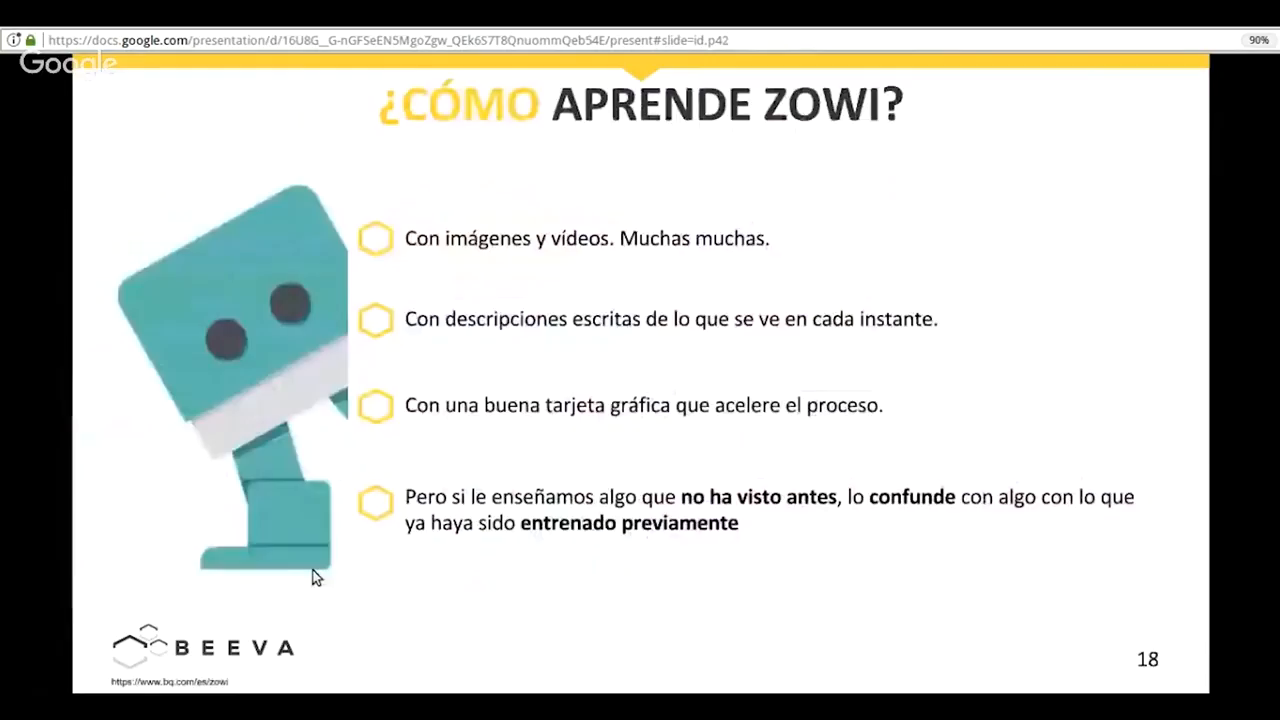 https://docs.google.com/presentation/d/16U8G__G-nGFSeEN5MgoZgw_QEk6S7T8QnuommQeb54E/present#slide=id.p42
90%
Google
¿CÓMO APRENDE ZOWI?
Con imágenes y vídeos. Muchas muchas.
Con descripciones escritas de lo que se ve en cada instante.
Con una buena tarjeta gráfica que acelere el proceso.
Pero si le enseñamos algo que no ha visto antes, lo confunde con algo con lo que
ya haya sido entrenado previamente
BEEVA
18
https://www.bq.com/es/zowi